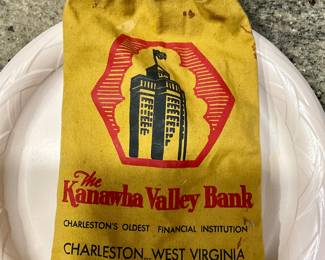 The
Kanawha Valley Bank
CHARLESTON'S OLDEST FINANCIAL INSTITUTION
CHARLESTON...WEST VIRGINIA